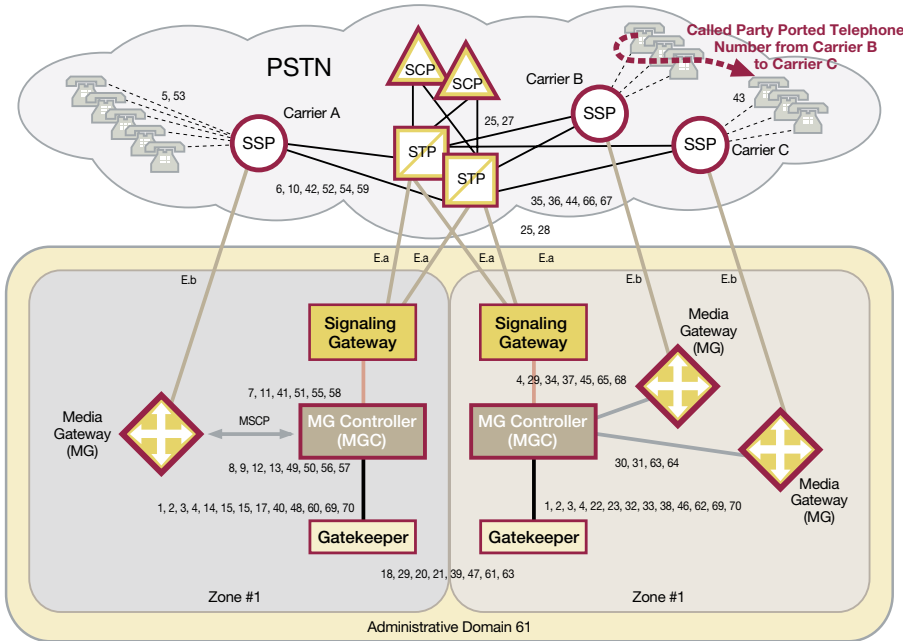 Called Party Ported Telephone
Number from Carrier B
to Carrier C
PSTN
SCP
SCP
Carrier B
5, 53
43
Carrier A
SSP
25, 27
SSP
SSP
STP
STP
Carrier C
6, 10, 42, 52, 54, 59
35, 36, 44, 66, 67
25, 28
E.b
E.a
E.a
E.a
E.b
E.b
Signaling
Gateway
Signaling
Gateway
Media
Gateway
(MG)
7, 11, 41, 51, 55, 58
4, 29, 34, 37, 45, 65, 68
Media
Gateway
(MG)
MSCP
MG Controller
(MGC)
MG Controller
(MGC)
8, 9, 12, 13, 49, 50, 56, 57
30, 31, 63, 64
Media
Gateway
(MG)
1, 2, 3, 4, 14, 15, 15, 17, 40, 48, 60, 69, 70
1, 2, 3, 4, 22, 23, 32, 33, 38, 46, 62, 69, 70
Gatekeeper
Gatekeeper
18, 29, 20, 21, 39, 47, 61, 63
Zone #1
Zone #1
Administrative Domain 61